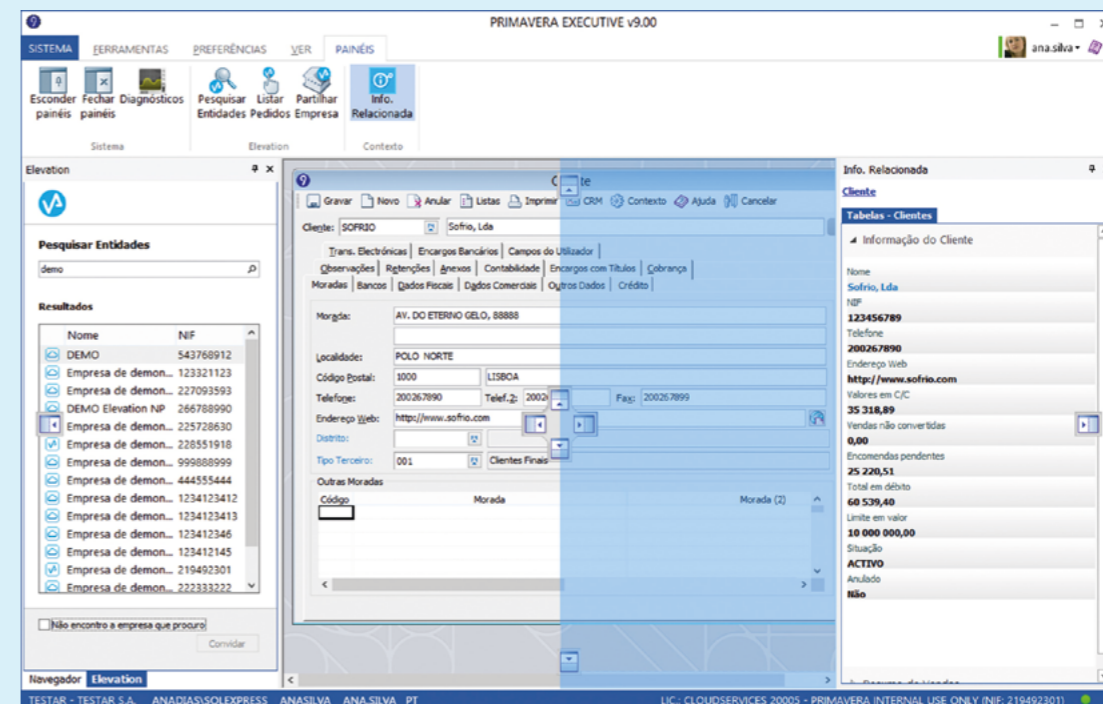 PRIMAVERA EXECUTIVE v9.00
SISTEMA FERRAMENTAS PREFERÊNCIAS VER PAINÉIS
ana.silva
Esconder painéis
Fechar painéis
Diagnósticos
Pesquisar Entidades
Listar Pedidos
Partilhar Empresa
Info. Relacionada
Sistema
Elevation
Contexto
Elevation
Pesquisar Entidades
demo
Resultados
Nome NIF
DEMO 543768912
Empresa de demon... 123321123
Empresa de demon... 227093593
DEMO Elevation NP 266788990
Empresa de demon... 225728630
Empresa de demon... 228551918
Empresa de demon... 999888999
Empresa de demon... 444555444
Empresa de demon... 1234123412
Empresa de demon... 1234123413
Empresa de demon... 123412346
Empresa de demon... 123412145
Empresa de demon... 219492301
Empresa de demon... 222333222
Não encontro a empresa que procuro
Convidar
Navegador Elevation
Gravar Novo Anular Listas Imprimir CRM Contexto Ajuda Cancelar
Cliente: SOFRIO Sofrio, Lda
Trans. Electrónicas Encargos Bancários Campos do Utilizador
Observações Retenções Anexos Contabilidade Encargos com Títulos Cobrança
Moradas Bancos Dados Fiscais Dados Comerciais Outros Dados Crédito
Morada: AV. DO ETERNO GELO, 88888
Localidade: POLO NORTE
Código Postal: 1000 LISBOA
Telefone: 200267890 Telef.2: Fax: 200267899
Endereço Web: http://www.sofrio.com
Distrito:
Tipo Terceiro: 001 Clientes Finais
Outras Moradas
Código Morada Morada (2)
Info. Relacionada
Cliente
Tabelas - Clientes
Informação do Cliente
Nome
Sofrio, Lda
NIF
123456789
Telefone
200267890
Endereço Web
http://www.sofrio.com
Valores em C/C
35 318,89
Vendas não convertidas
0,00
Encomendas pendentes
25 220,51
Total em débito
60 539,40
Limite em valor
10 000 000,00
Situação
ACTIVO
Anulado
Não
TESTAR - TESTAR S.A. ANADIAS\SOLEXPRESS ANASILVA ANA.SILVA PT LIC.: CLOUDSERVICES 20005 - PRIMAVERA INTERNAL USE ONLY (NIF: 219492301)